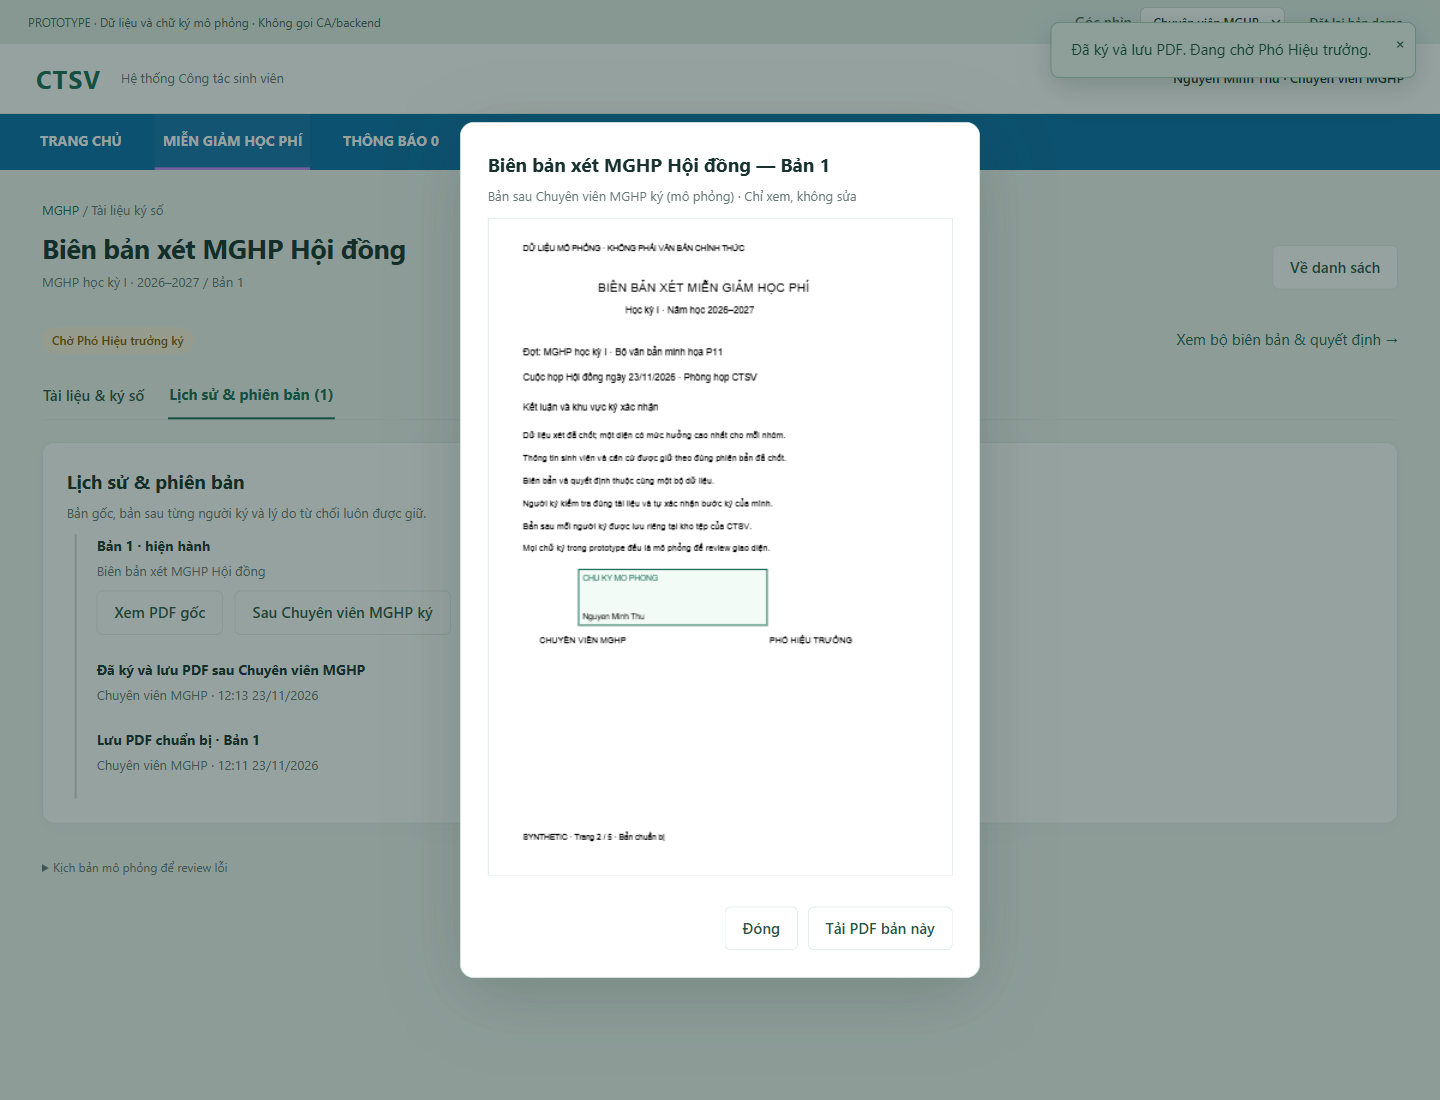 PROTOTYPE · Dữ liệu và chữ ký mô phỏng · Không gọi CA/backend
Góc nhìn
Chuyên viên MGHP
Đặt lại bản demo
Đã ký và lưu PDF. Đang chờ Phó Hiệu trưởng.
×
CTSV
Hệ thống Công tác sinh viên
Nguyễn Minh Thu · Chuyên viên MGHP
TRANG CHỦ
MIỄN GIẢM HỌC PHÍ
THÔNG BÁO 0
MGHP / Tài liệu ký số
Biên bản xét MGHP Hội đồng
MGHP học kỳ I · 2026–2027 / Bản 1
Về danh sách
Chờ Phó Hiệu trưởng ký
Xem bộ biên bản & quyết định →
Tài liệu & ký số
Lịch sử & phiên bản (1)
Lịch sử & phiên bản
Bản gốc, bản sau từng người ký và lý do từ chối luôn được giữ.
Bản 1 · hiện hành
Biên bản xét MGHP Hội đồng
Xem PDF gốc
Sau Chuyên viên MGHP ký
Đã ký và lưu PDF sau Chuyên viên MGHP
Chuyên viên MGHP · 12:13 23/11/2026
Lưu PDF chuẩn bị · Bản 1
Chuyên viên MGHP · 12:11 23/11/2026
Kịch bản mô phỏng để review lỗi
Biên bản xét MGHP Hội đồng — Bản 1
Bản sau Chuyên viên MGHP ký (mô phỏng) · Chỉ xem, không sửa
DỮ LIỆU MÔ PHỎNG · KHÔNG PHẢI VĂN BẢN CHÍNH THỨC
BIÊN BẢN XÉT MIỄN GIẢM HỌC PHÍ
Học kỳ I · Năm học 2026–2027
Đợt: MGHP học kỳ I · Bộ văn bản minh họa P11
Cuộc họp Hội đồng ngày 23/11/2026 · Phòng họp CTSV
Kết luận và khu vực ký xác nhận
Dữ liệu xét đã chốt; một diện có mức hưởng cao nhất cho mỗi nhóm.
Thông tin sinh viên và căn cứ được giữ theo đúng phiên bản đã chốt.
Biên bản và quyết định thuộc cùng một bộ dữ liệu.
Người ký kiểm tra đúng tài liệu và tự xác nhận bước ký của mình.
Bản sau mỗi người ký được lưu riêng tại kho tệp của CTSV.
Mọi chữ ký trong prototype đều là mô phỏng để review giao diện.
CHU KY MO PHONG
Nguyen Minh Thu
CHUYÊN VIÊN MGHP
PHÓ HIỆU TRƯỞNG
SYNTHETIC · Trang 2 / 5 · Bản chuẩn bị
Đóng
Tải PDF bản này